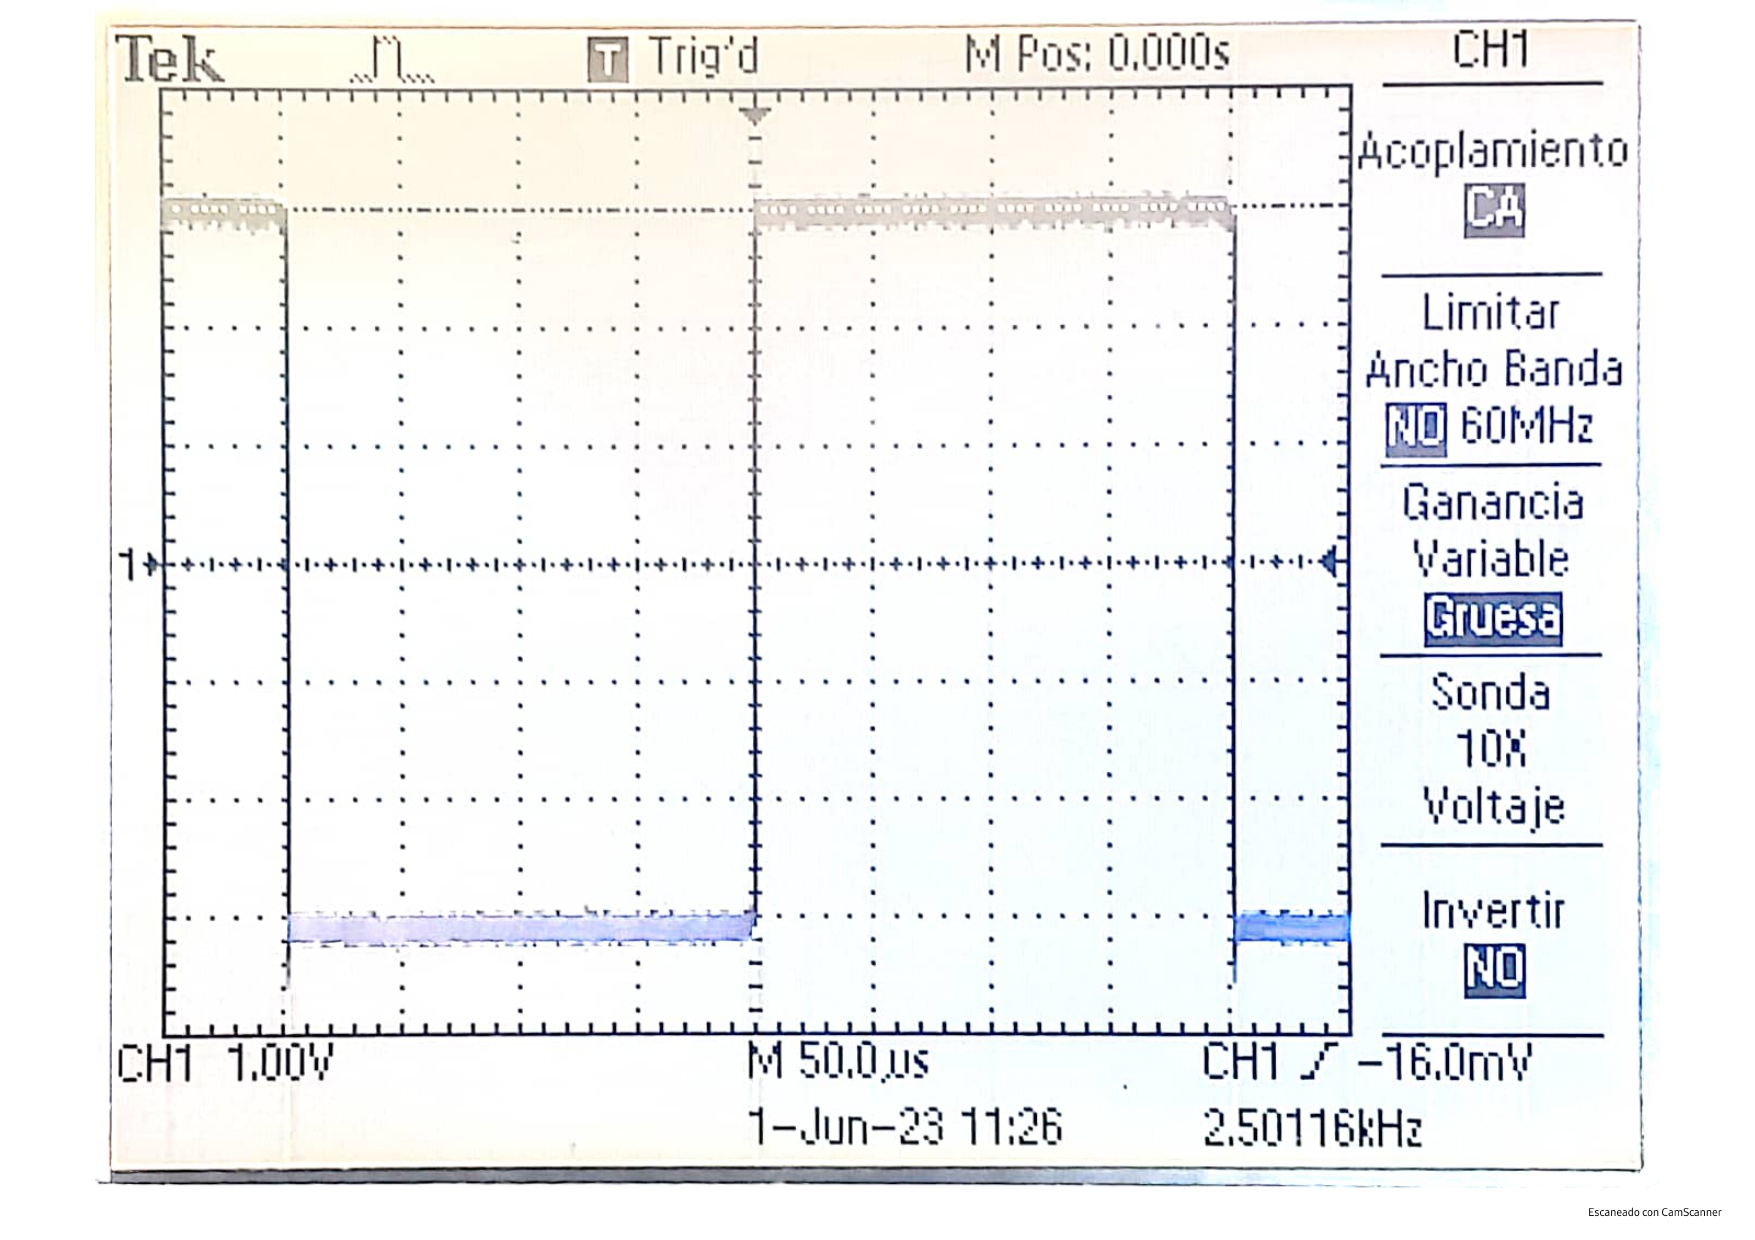 Tek T Trig'd M Pos: 0.000s CH1
Acoplamiento
CA
Limitar
Ancho Banda
NO 60MHz
Ganancia
Variable
Gruesa
Sonda
10X
Voltaje
Invertir
NO
1
CH1 1.00V M 50.0µs CH1 -16.0mV
1-Jun-23 11:26 2.50116kHz
Escaneado con CamScanner